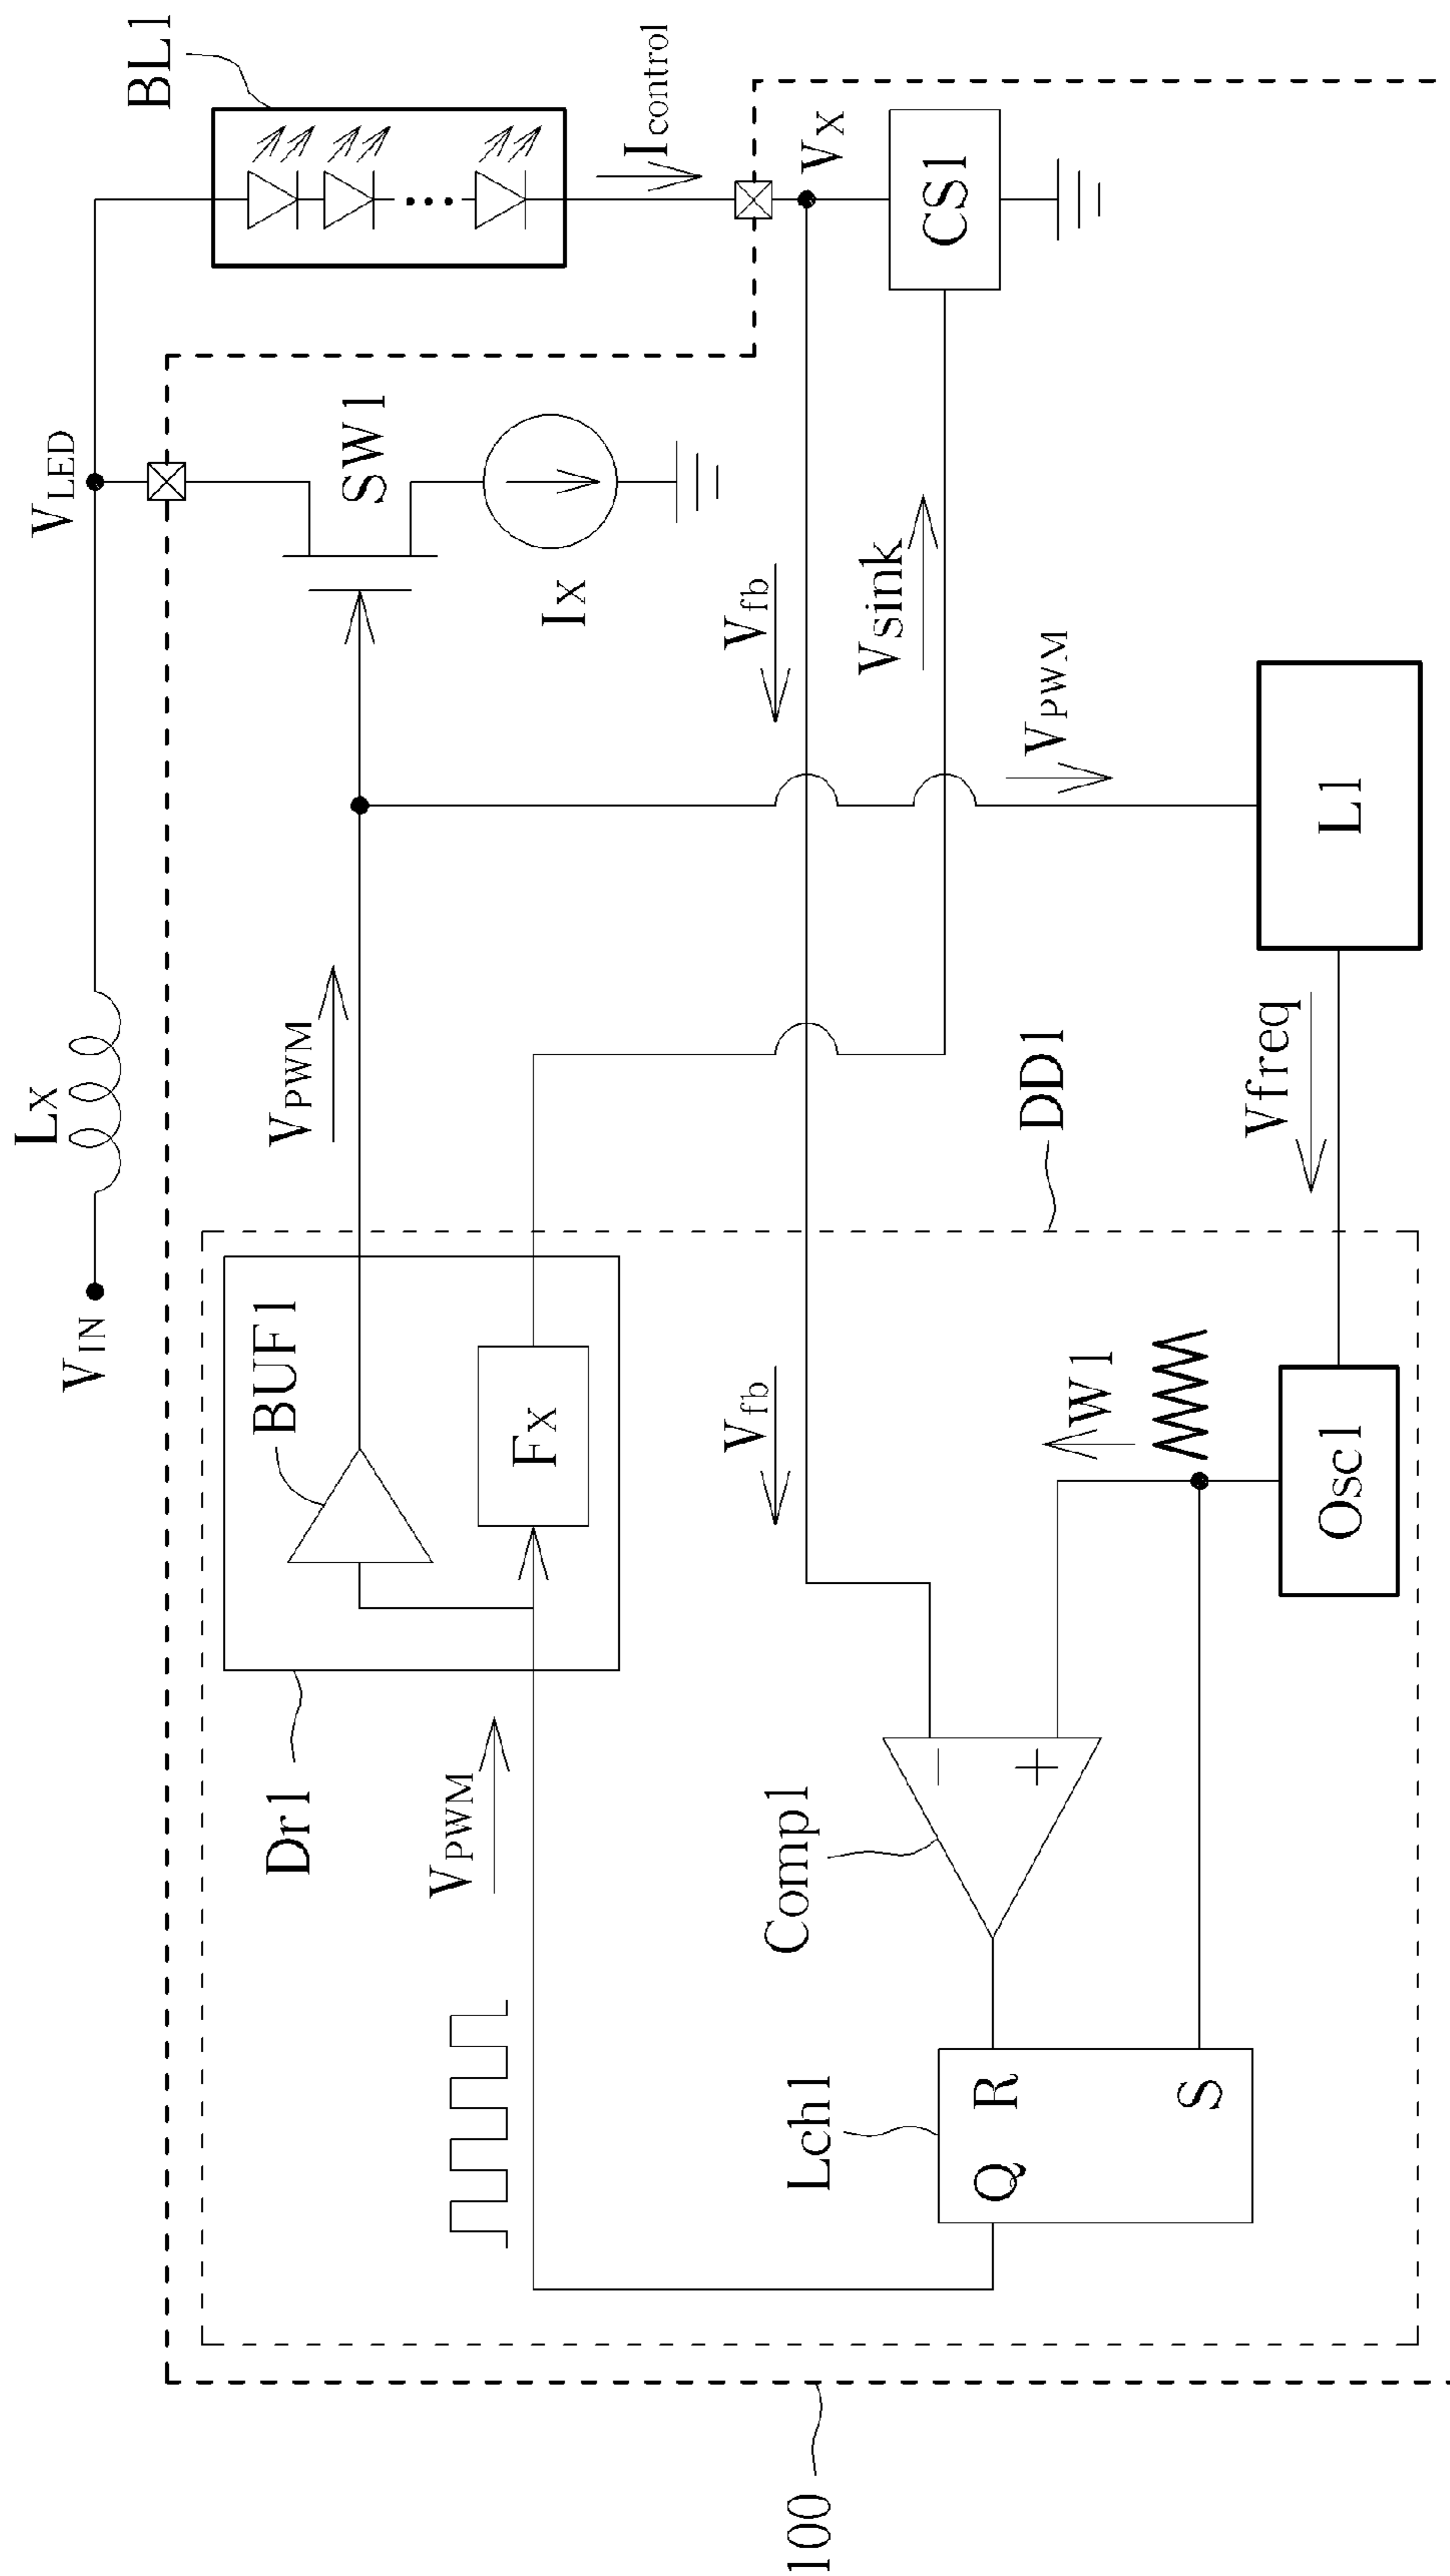 BL1
Icontrol
VX
CS1
VLED
SW1
IX
Vfb
Vsink
VPWM
L1
LX
VIN
VPWM
DD1
Vfreq
BUF1
FX
Dr1
Vfb
W1
Osc1
VPWM
Comp1
−
+
Lch1
R
Q
S
100